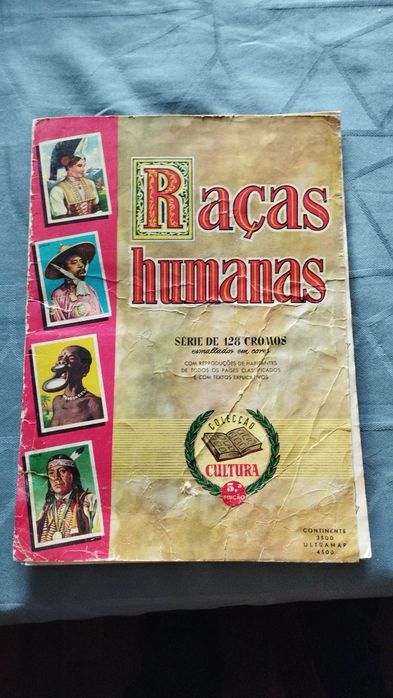 Raças
humanas
SÉRIE DE 128 CROMOS
esmaltados em cores
COM REPRODUÇÕES DE HABITANTES
DE TODOS OS PAÍSES CLASSIFICADOS
E COM TEXTOS EXPLICATIVOS
COLECÇÃO
CULTURA
5.ª
EDIÇÃO
CONTINENTE
3$00
ULTRAMAR
4$00